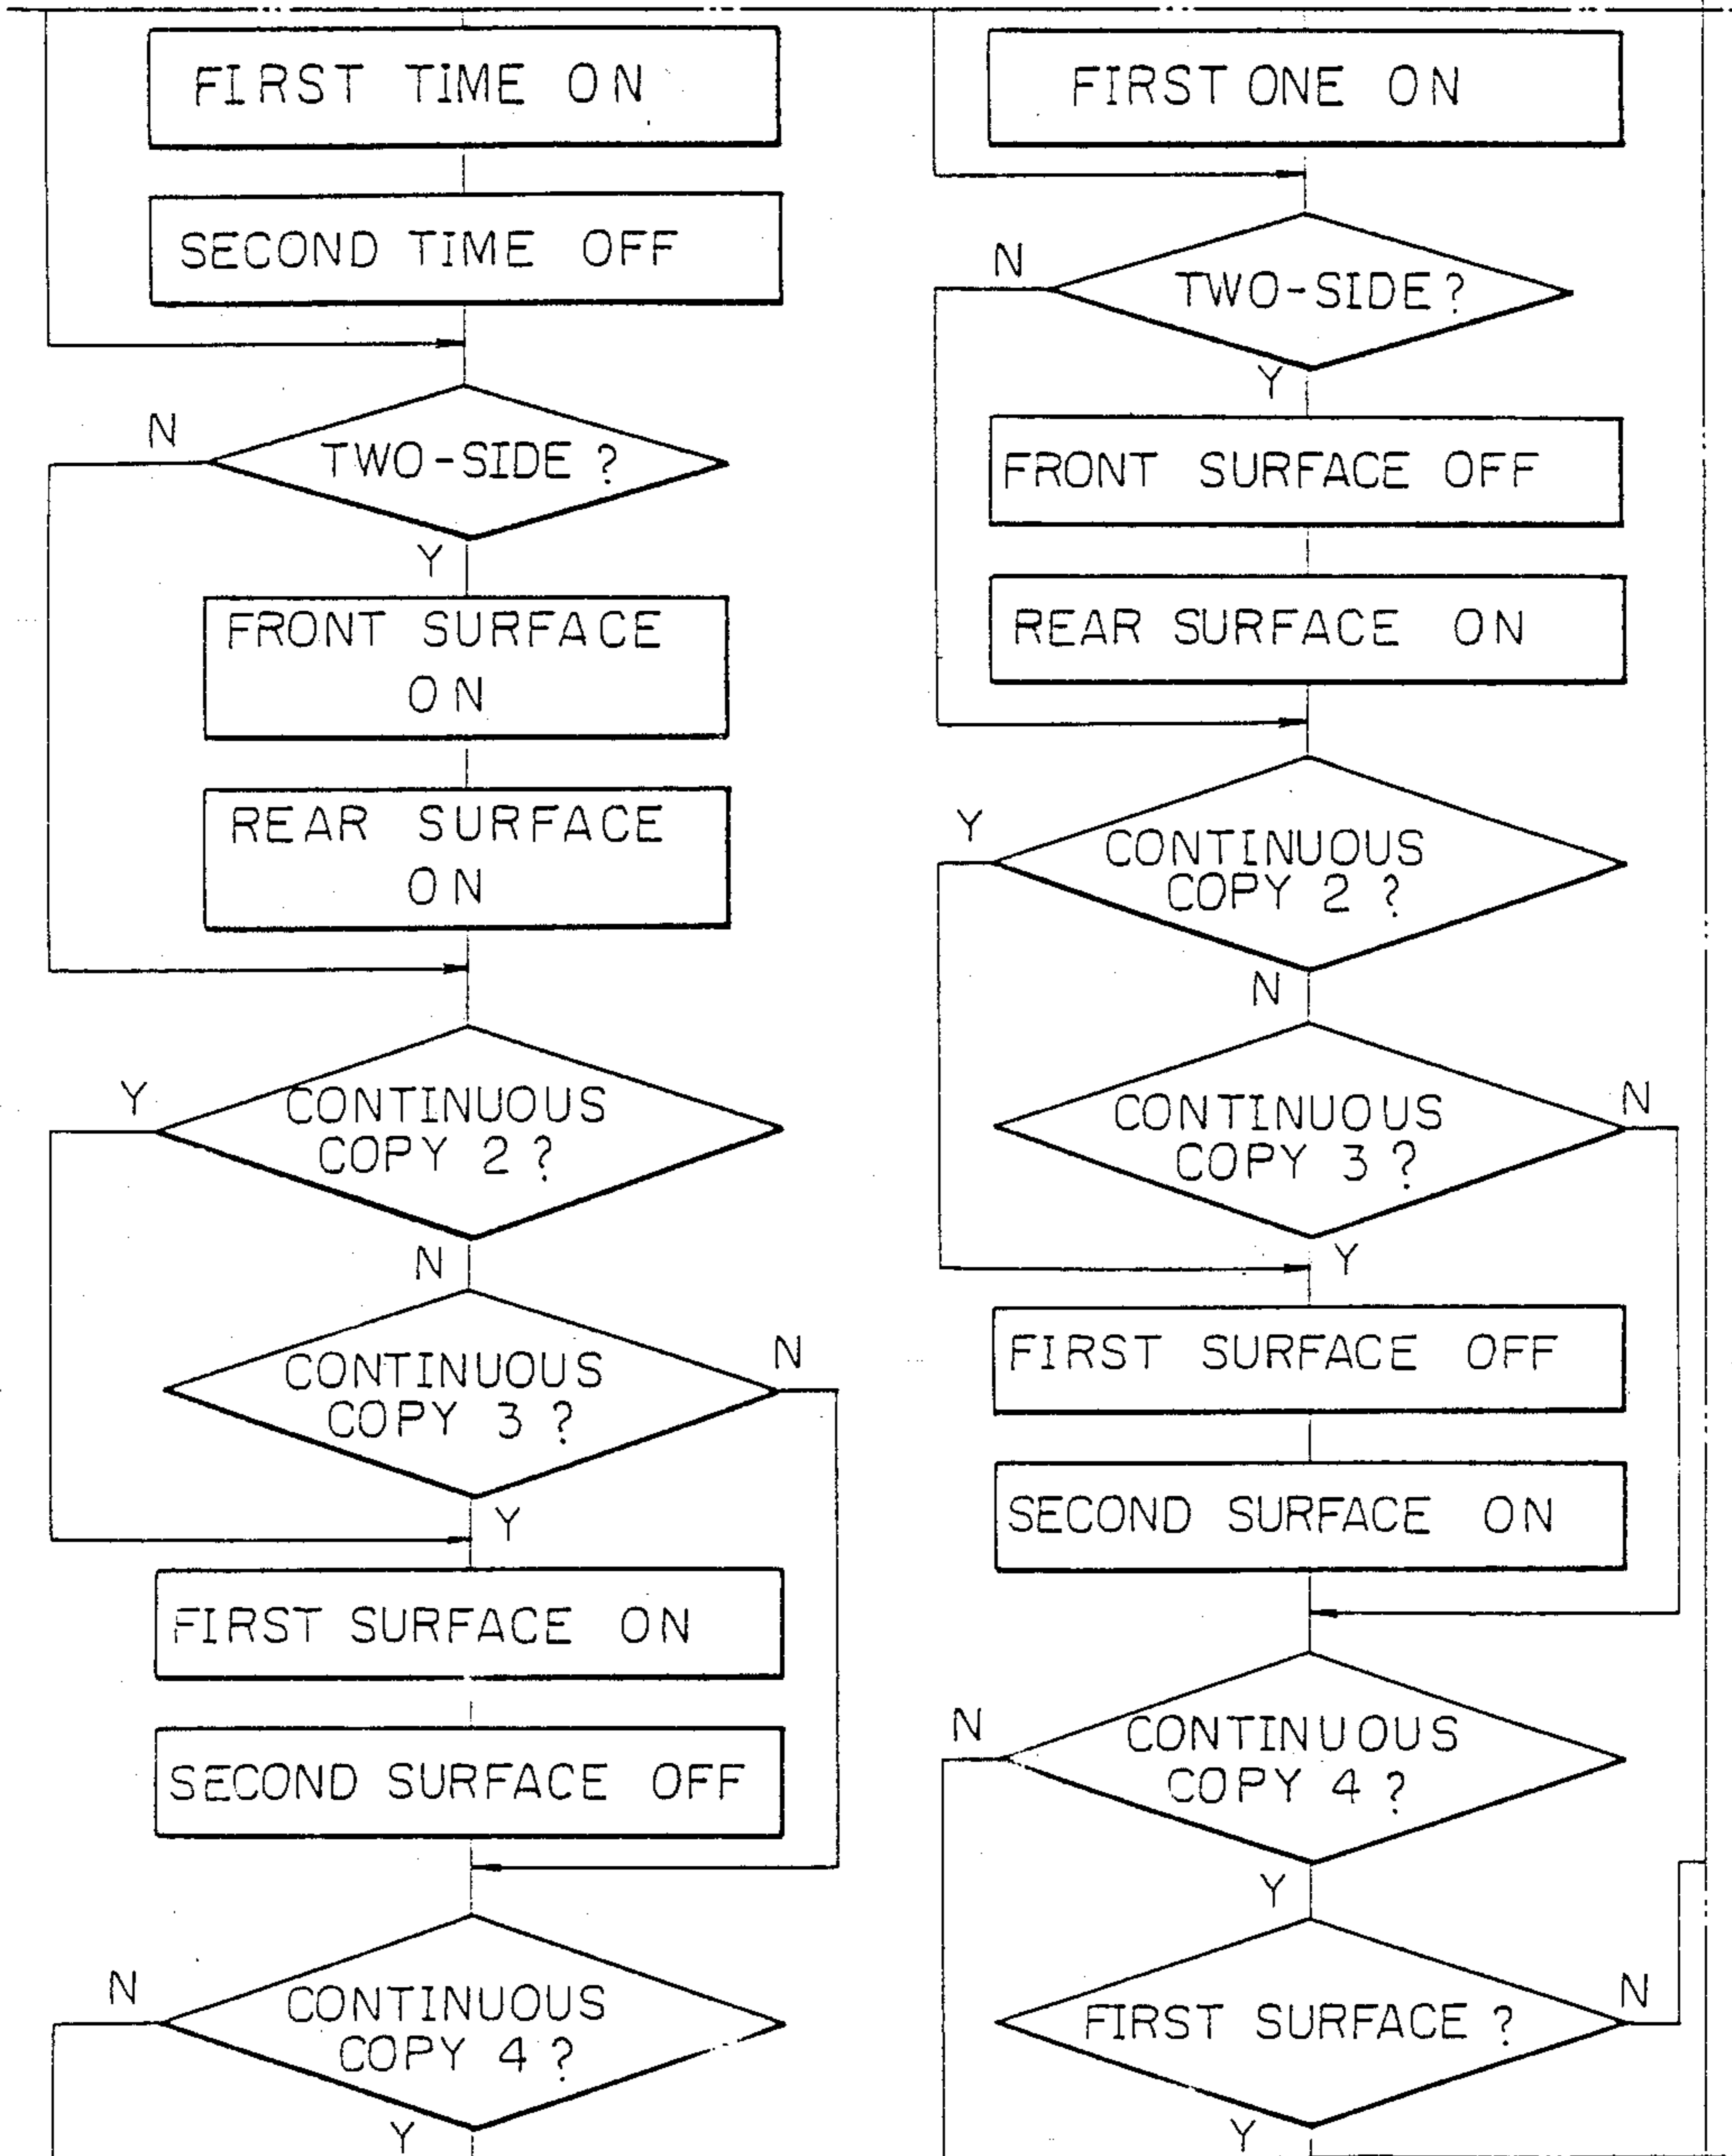 FIRST TIME ON
SECOND TIME OFF
N
TWO-SIDE ?
Y
FRONT SURFACE
ON
REAR SURFACE
ON
Y
CONTINUOUS
COPY 2 ?
N
CONTINUOUS
COPY 3 ?
N
Y
FIRST SURFACE ON
SECOND SURFACE OFF
N
CONTINUOUS
COPY 4 ?
Y
FIRST ONE ON
N
TWO-SIDE ?
Y
FRONT SURFACE OFF
REAR SURFACE ON
Y
CONTINUOUS
COPY 2 ?
N
CONTINUOUS
COPY 3 ?
N
Y
FIRST SURFACE OFF
SECOND SURFACE ON
N
CONTINUOUS
COPY 4 ?
Y
FIRST SURFACE ?
N
Y